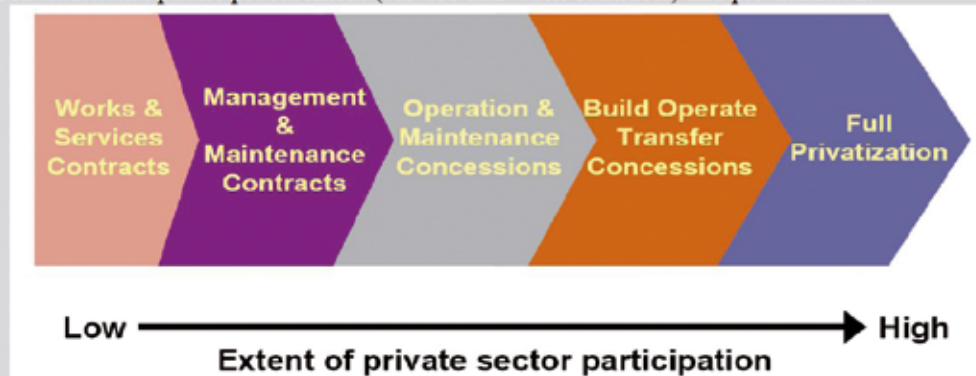 Works &
Services
Contracts
Management
&
Maintenance
Contracts
Operation &
Maintenance
Concessions
Build Operate
Transfer
Concessions
Full
Privatization
Low
High
Extent of private sector participation